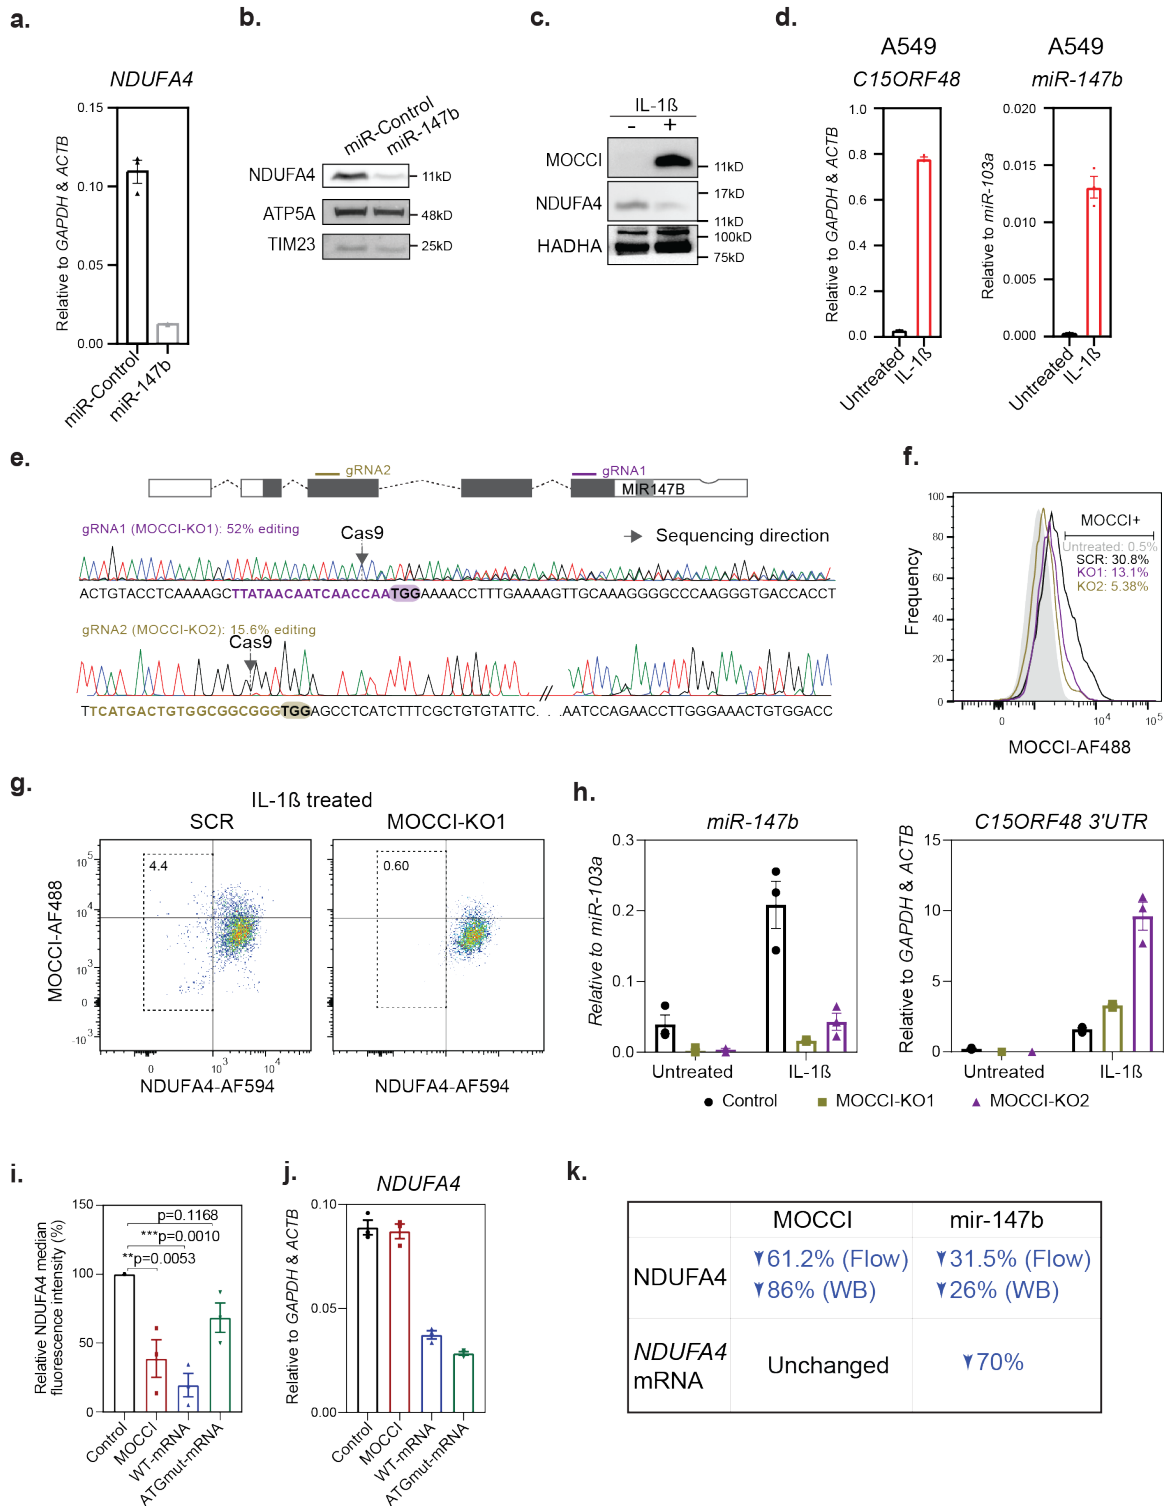 a.
NDUFA4
Relative to GAPDH & ACTB
0.15
0.10
0.05
0.00
miR-Control
miR-147b
b.
miR-Control
miR-147b
NDUFA4
11kD
ATP5A
48kD
TIM23
25kD
c.
IL-1ß
- +
MOCCI
11kD
NDUFA4
17kD
11kD
HADHA
100kD
75kD
d.
A549
C15ORF48
Relative to GAPDH & ACTB
1.0
0.8
0.6
0.4
0.2
0.0
Untreated
IL-1ß
A549
miR-147b
Relative to miR-103a
0.020
0.015
0.010
0.005
0.000
Untreated
IL-1ß
e.
gRNA2
gRNA1
MIR147B
gRNA1 (MOCCI-KO1): 52% editing
Cas9
Sequencing direction
ACTGTACCTCAAAAGCTTATAACAATCAACCAATGGAAAACCTTTGAAAAGTTGCAAAGGGGCCCAAGGGTGACCACCT
gRNA2 (MOCCI-KO2): 15.6% editing
Cas9
TTCATGACTGTGGCGGCGGGTGGAGCCTCATCTTTCGCTGTGTATTC. . .AATCCAGAACCTTGGGAAACTGTGGACC
f.
Frequency
100
80
60
40
20
0
MOCCI+
Untreated: 0.5%
SCR: 30.8%
KO1: 13.1%
KO2: 5.38%
0
10⁴
10⁵
MOCCI-AF488
g.
IL-1ß treated
SCR
MOCCI-KO1
MOCCI-AF488
10⁵
10⁴
10³
0
-10³
4.4
0.60
0
10³
10⁴
NDUFA4-AF594
NDUFA4-AF594
h.
miR-147b
Relative to miR-103a
0.3
0.2
0.1
0.0
Untreated
IL-1ß
C15ORF48 3'UTR
Relative to GAPDH & ACTB
15
10
5
0
Untreated
IL-1ß
Control
MOCCI-KO1
MOCCI-KO2
i.
Relative NDUFA4 median
fluorescence intensity (%)
150
100
50
0
p=0.1168
***p=0.0010
**p=0.0053
Control
MOCCI
WT-mRNA
ATGmut-mRNA
j.
NDUFA4
Relative to GAPDH & ACTB
0.10
0.05
0.00
Control
MOCCI
WT-mRNA
ATGmut-mRNA
k.
MOCCI
mir-147b
NDUFA4
61.2% (Flow)
86% (WB)
31.5% (Flow)
26% (WB)
NDUFA4
mRNA
Unchanged
70%